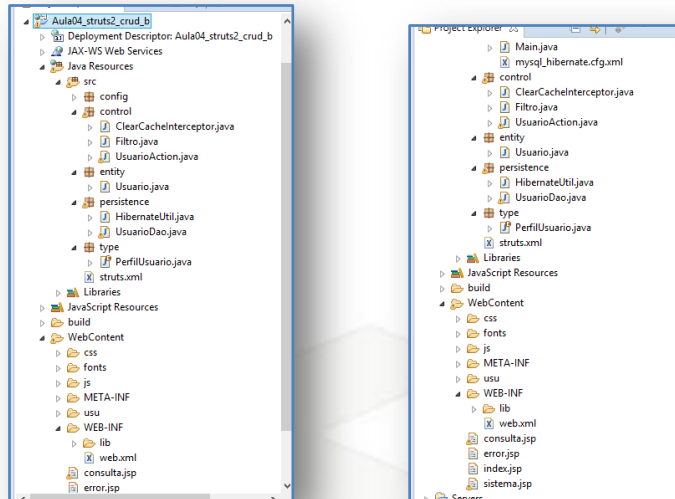 Aula04_struts2_crud_b
Deployment Descriptor: Aula04_struts2_crud_b
JAX-WS Web Services
Java Resources
src
config
control
ClearCacheInterceptor.java
Filtro.java
UsuarioAction.java
entity
Usuario.java
persistence
HibernateUtil.java
UsuarioDao.java
type
PerfilUsuario.java
struts.xml
Libraries
JavaScript Resources
build
WebContent
css
fonts
js
META-INF
usu
WEB-INF
lib
web.xml
consulta.jsp
error.jsp
Project Explorer
Main.java
mysql_hibernate.cfg.xml
control
ClearCacheInterceptor.java
Filtro.java
UsuarioAction.java
entity
Usuario.java
persistence
HibernateUtil.java
UsuarioDao.java
type
PerfilUsuario.java
struts.xml
Libraries
JavaScript Resources
build
WebContent
css
fonts
js
META-INF
usu
WEB-INF
lib
web.xml
consulta.jsp
error.jsp
index.jsp
sistema.jsp
Servers